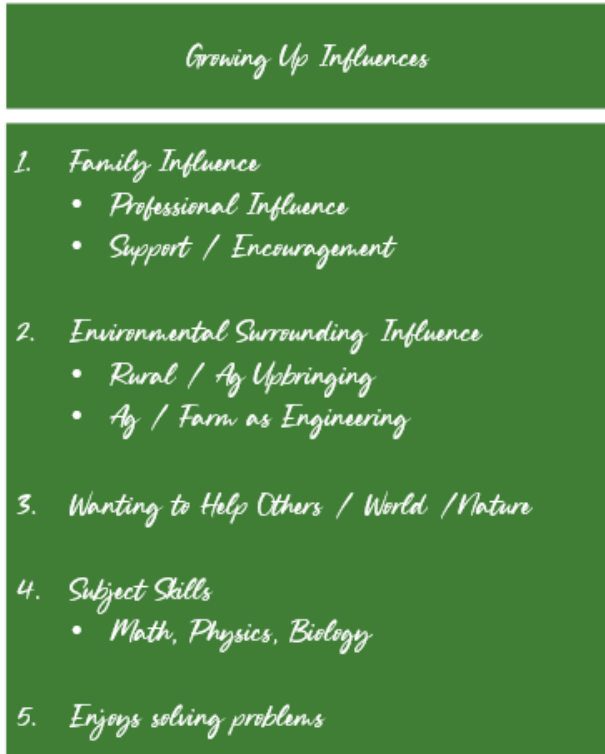 Growing Up Influences
1. Family Influence
• Professional Influence
• Support / Encouragement
2. Environmental Surrounding Influence
• Rural / Ag Upbringing
• Ag / Farm as Engineering
3. Wanting to Help Others / World /Nature
4. Subject Skills
• Math, Physics, Biology
5. Enjoys solving problems